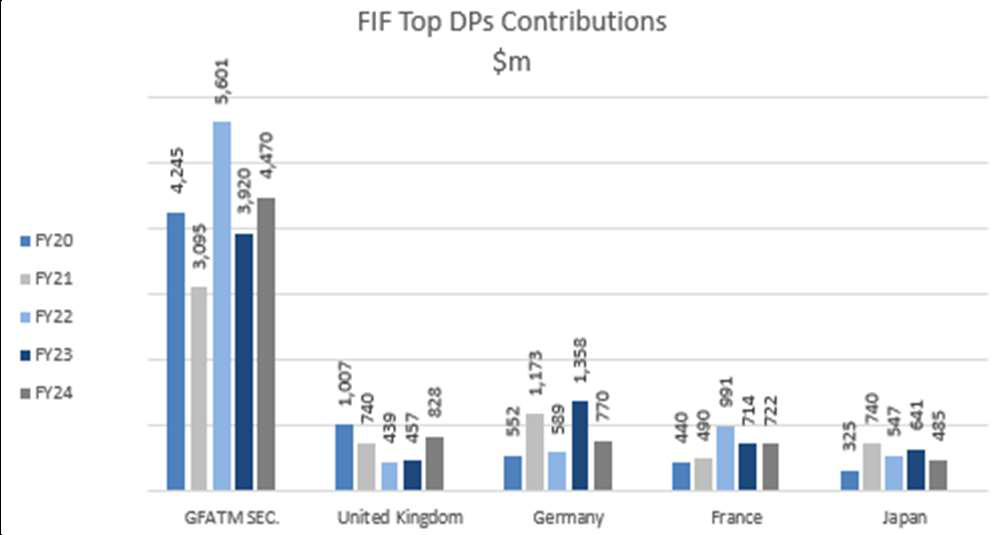 FIF Top DPs Contributions
$m
FY20
FY21
FY22
FY23
FY24
4,245
3,095
5,601
3,920
4,470
1,007
740
439
457
828
552
1,173
589
1,358
770
440
490
991
714
722
325
740
547
641
485
GFATM SEC.
United Kingdom
Germany
France
Japan